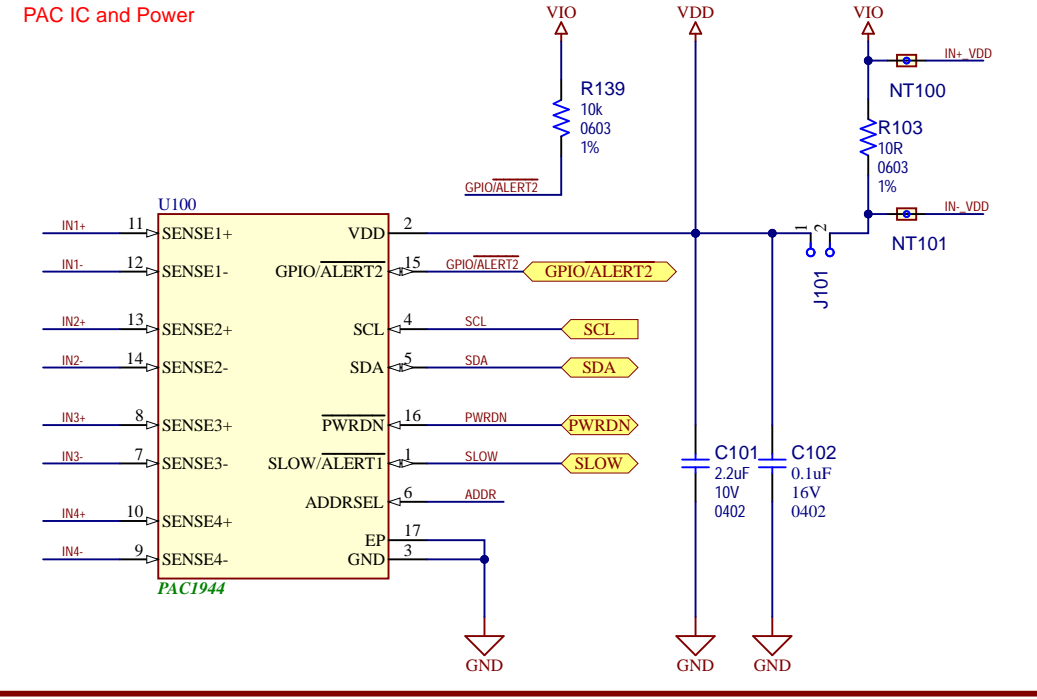 PAC IC and Power
VIO
VDD
VIO
IN+_VDD
NT100
R139
10k
0603
1%
R103
10R
0603
1%
GPIO/ALERT2
IN-_VDD
NT101
U100
IN1+ 11 SENSE1+
VDD 2
1 2
J101
IN1- 12 SENSE1-
GPIO/ALERT2 15 GPIO/ALERT2 GPIO/ALERT2
IN2+ 13 SENSE2+
SCL 4 SCL SCL
IN2- 14 SENSE2-
SDA 5 SDA SDA
IN3+ 8 SENSE3+
PWRDN 16 PWRDN PWRDN
IN3- 7 SENSE3-
SLOW/ALERT1 1 SLOW SLOW
ADDRSEL 6 ADDR
IN4+ 10 SENSE4+
EP 17
IN4- 9 SENSE4-
GND 3
PAC1944
C101
2.2uF
10V
0402
C102
0.1uF
16V
0402
GND
GND
GND